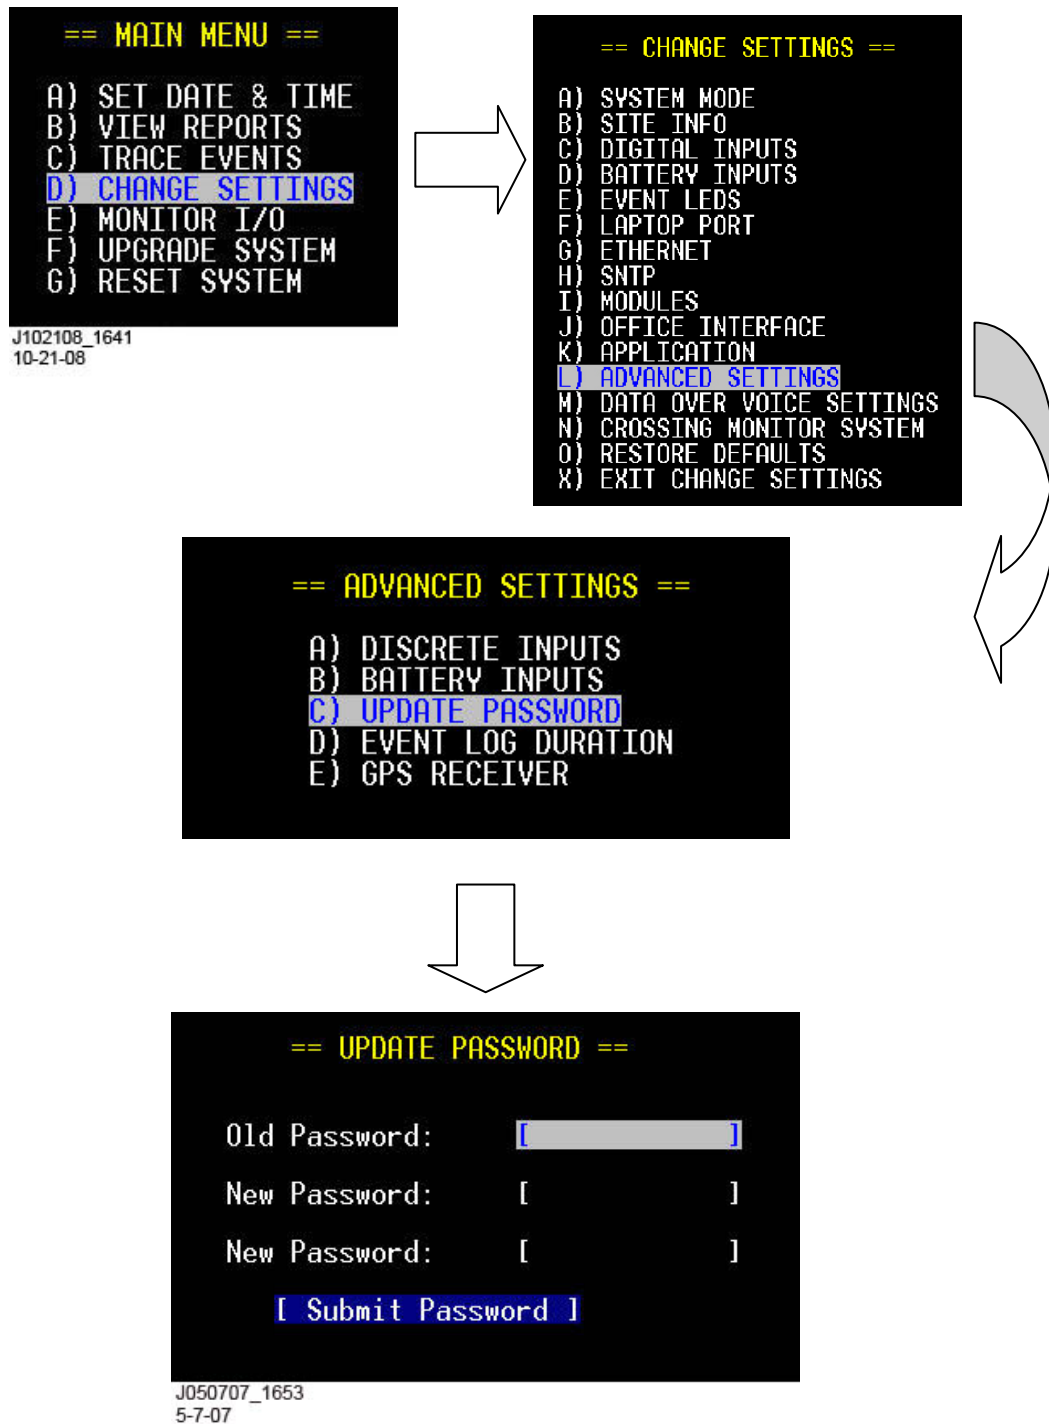 == MAIN MENU ==
A) SET DATE & TIME
B) VIEW REPORTS
C) TRACE EVENTS
D) CHANGE SETTINGS
E) MONITOR I/O
F) UPGRADE SYSTEM
G) RESET SYSTEM
J102108_1641
10-21-08
== CHANGE SETTINGS ==
A) SYSTEM MODE
B) SITE INFO
C) DIGITAL INPUTS
D) BATTERY INPUTS
E) EVENT LEDS
F) LAPTOP PORT
G) ETHERNET
H) SNTP
I) MODULES
J) OFFICE INTERFACE
K) APPLICATION
L) ADVANCED SETTINGS
M) DATA OVER VOICE SETTINGS
N) CROSSING MONITOR SYSTEM
O) RESTORE DEFAULTS
X) EXIT CHANGE SETTINGS
== ADVANCED SETTINGS ==
A) DISCRETE INPUTS
B) BATTERY INPUTS
C) UPDATE PASSWORD
D) EVENT LOG DURATION
E) GPS RECEIVER
== UPDATE PASSWORD ==
Old Password: [ ]
New Password: [ ]
New Password: [ ]
[ Submit Password ]
J050707_1653
5-7-07